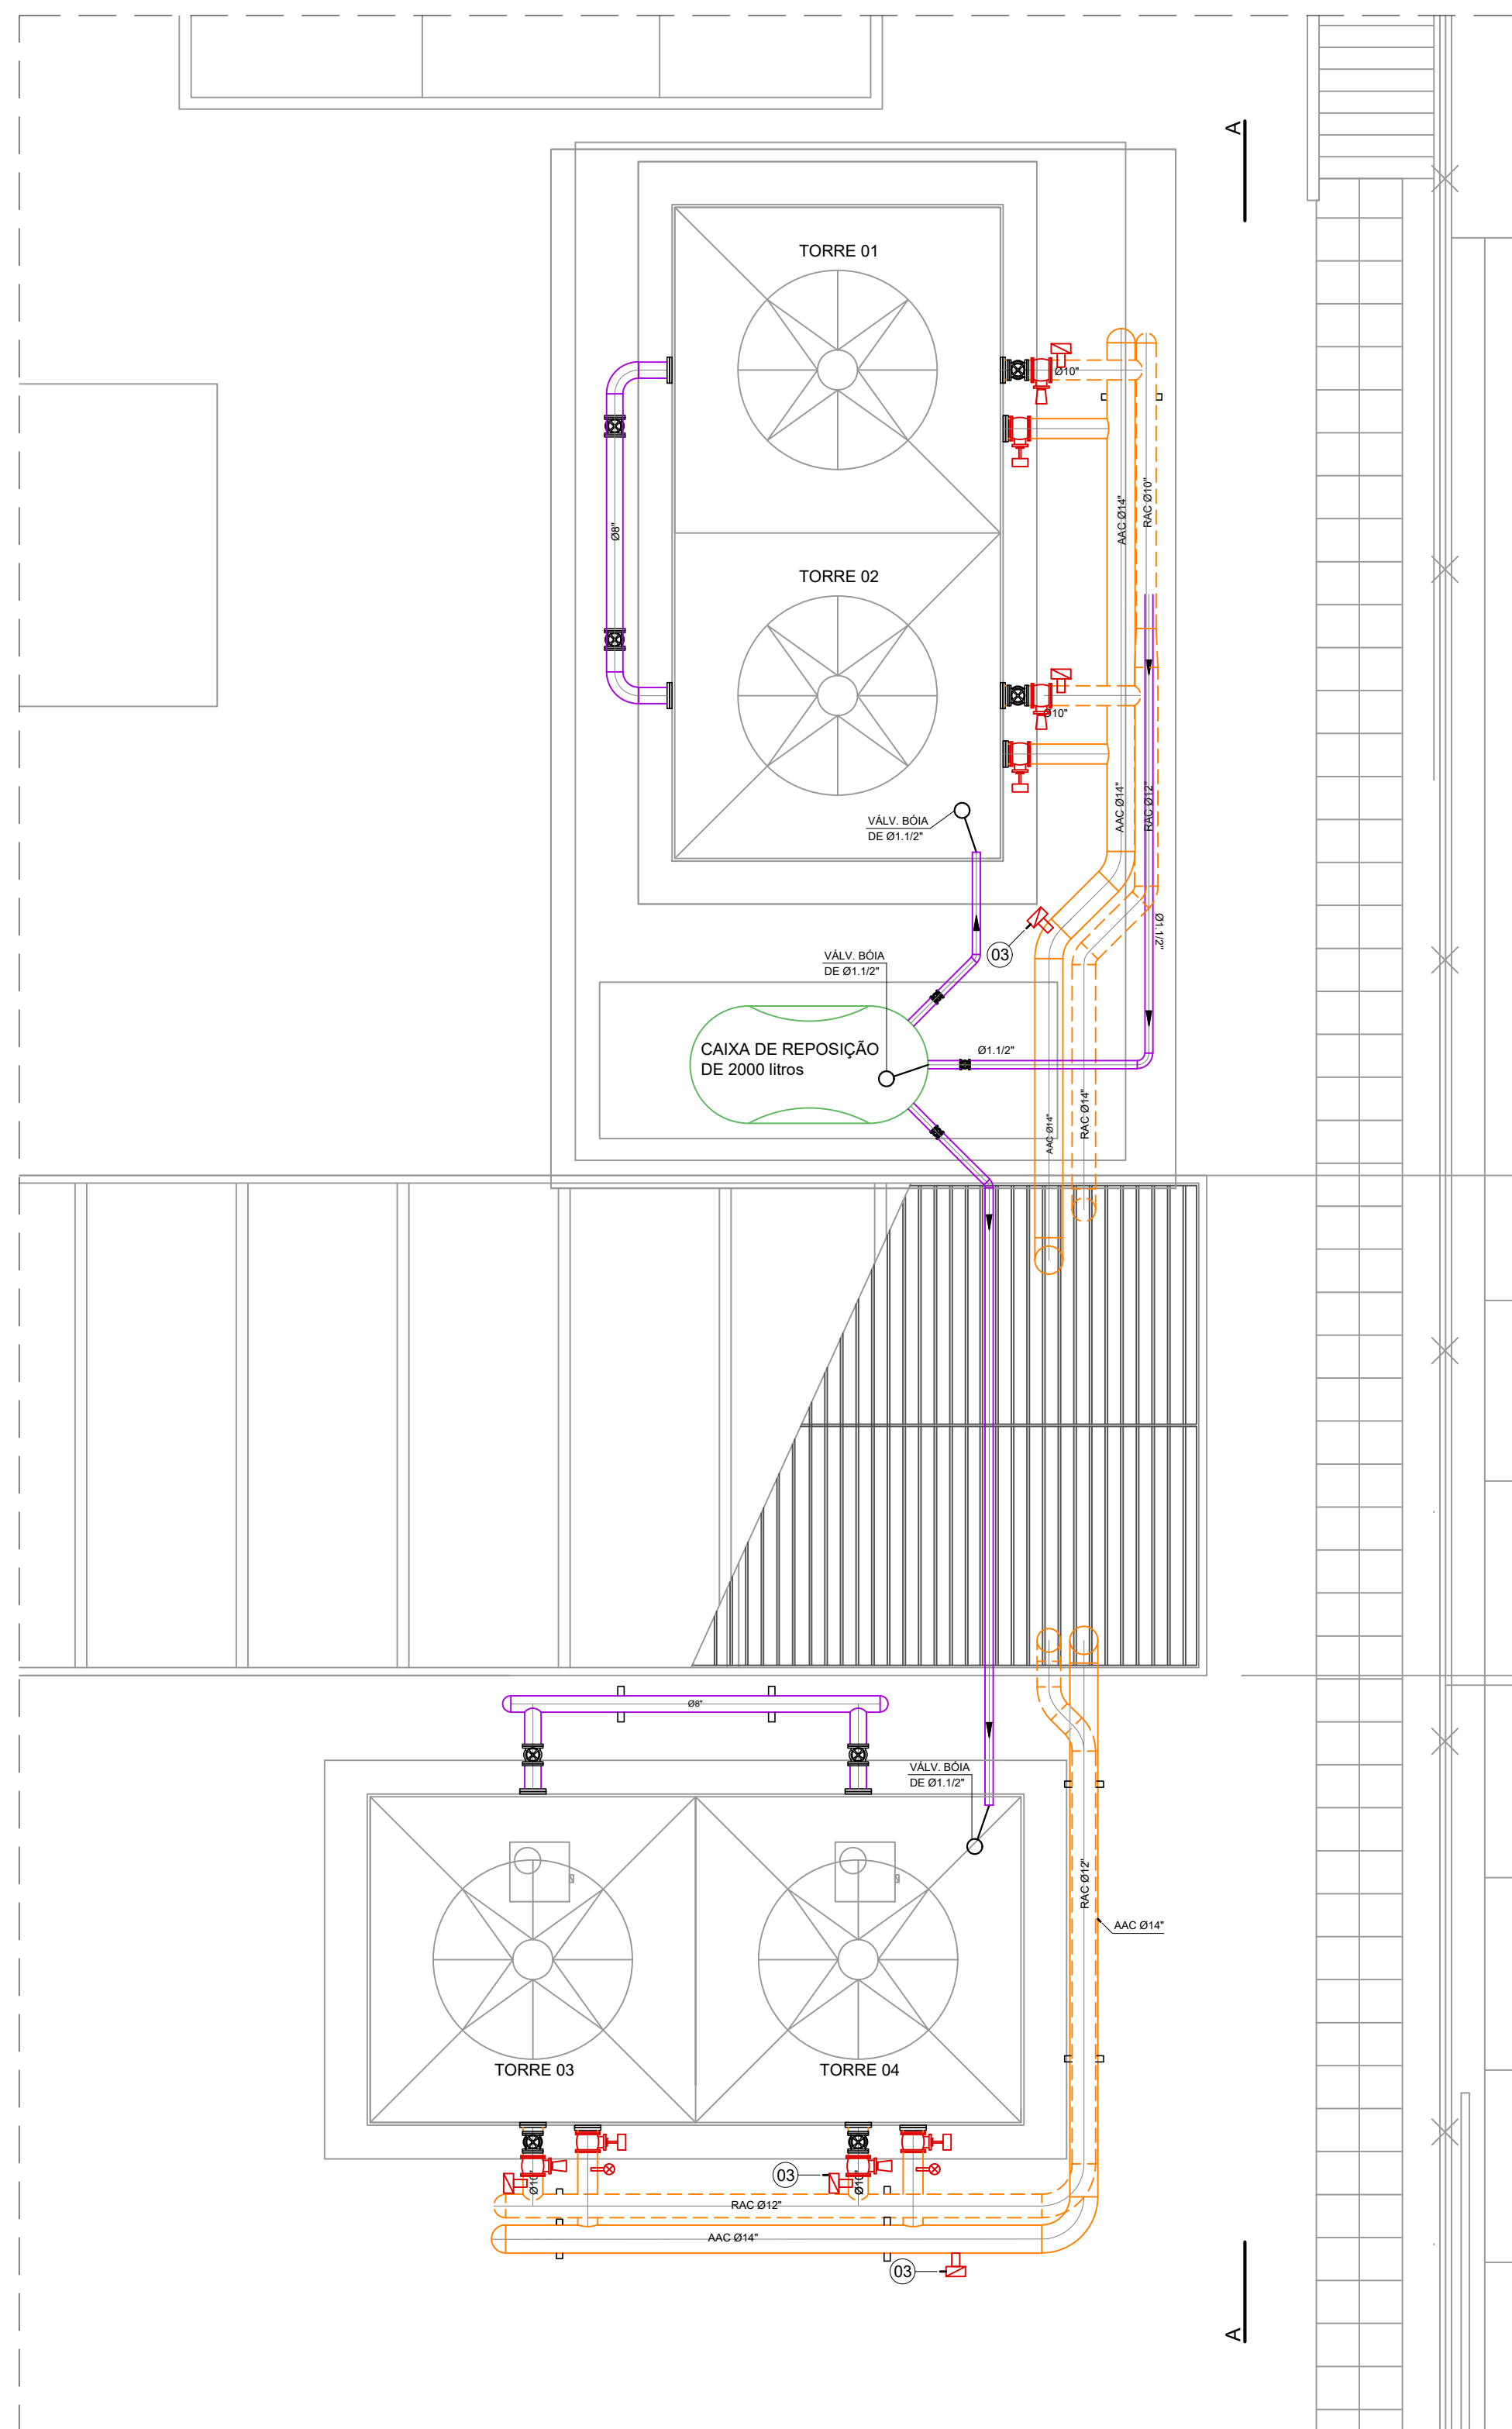 A
TORRE 01
Ø10"
AAC Ø14"
RAC Ø10"
Ø8"
TORRE 02
Ø10"
AAC Ø14"
RAC Ø12"
VÁLV. BÓIA
DE Ø1.1/2"
Ø1.1/2"
03
VÁLV. BÓIA
DE Ø1.1/2"
CAIXA DE REPOSIÇÃO
DE 2000 litros
Ø1.1/2"
AAC Ø14"
RAC Ø14"
Ø8"
VÁLV. BÓIA
DE Ø1.1/2"
RAC Ø12"
AAC Ø14"
TORRE 03
TORRE 04
03
Ø10"
Ø10"
RAC Ø12"
AAC Ø14"
03
A